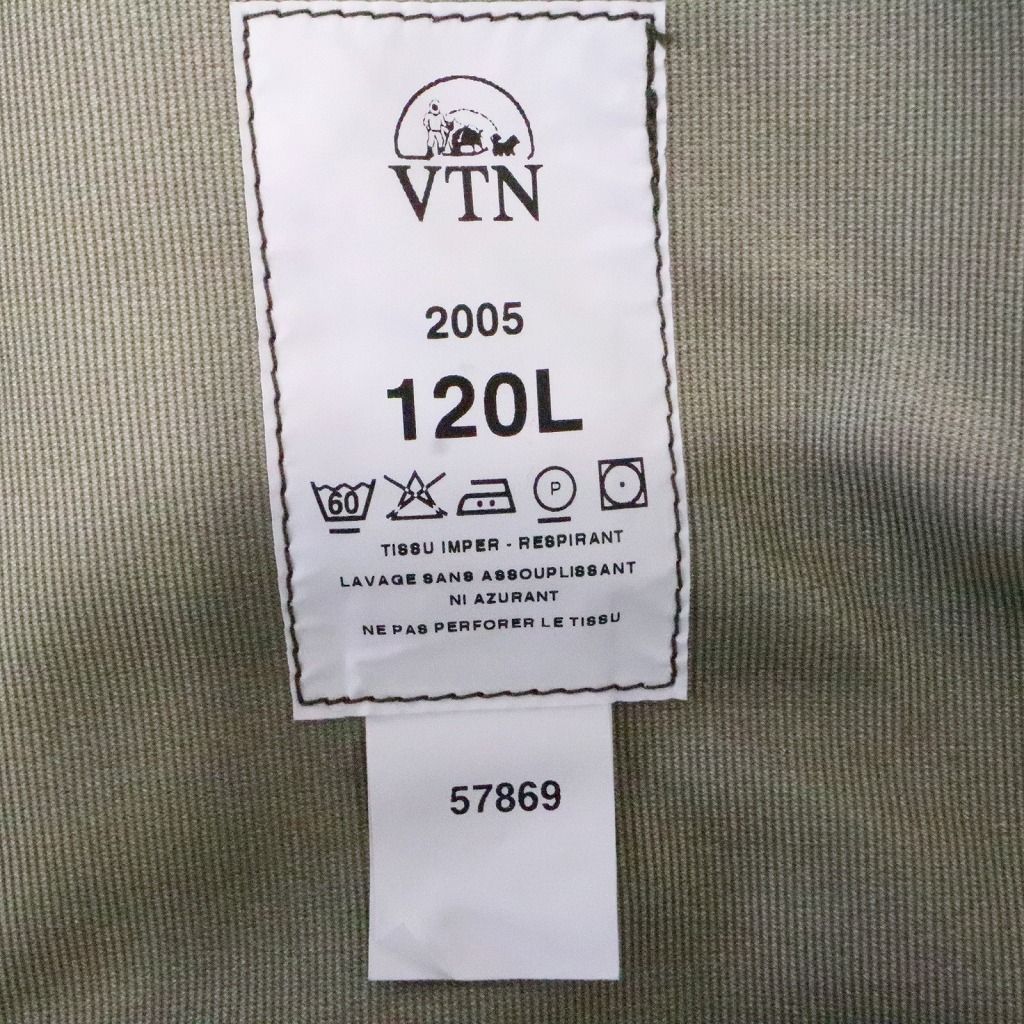 VTN
2005
120L
60 P
TISSU IMPER - RESPIRANT
LAVAGE SANS ASSOUPLISSANT
NI AZURANT
NE PAS PERFORER LE TISSU
57869